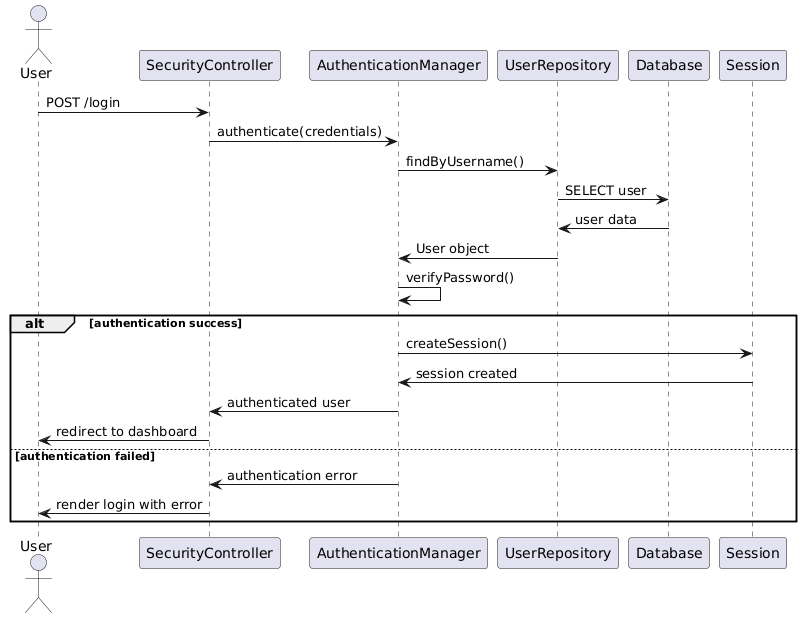 User
SecurityController
AuthenticationManager
UserRepository
Database
Session
POST /login
authenticate(credentials)
findByUsername()
SELECT user
user data
User object
verifyPassword()
alt [authentication success]
createSession()
session created
authenticated user
redirect to dashboard
[authentication failed]
authentication error
render login with error
User
SecurityController
AuthenticationManager
UserRepository
Database
Session